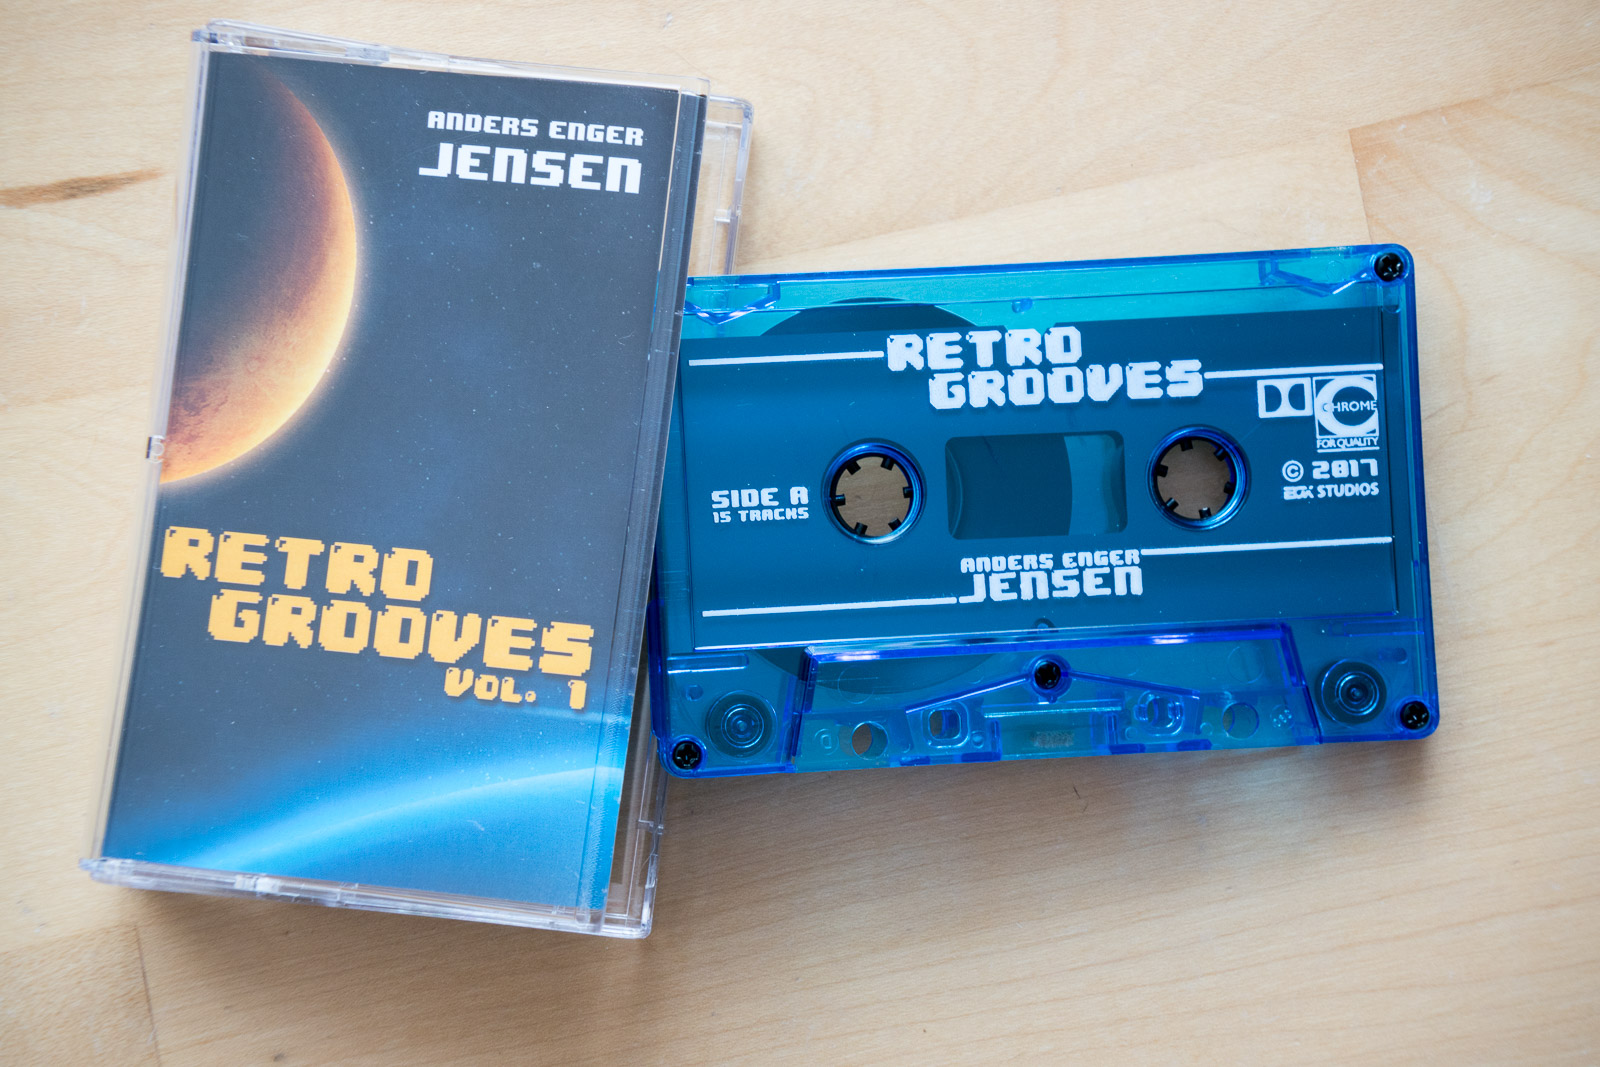 ANDERS ENGER
JENSEN
RETRO
GROOVES
VOL. 1
RETRO
GROOVES
CHROME
FOR QUALITY
SIDE A
15 TRACKS
© 2017
STUDIOS
ANDERS ENGER
JENSEN